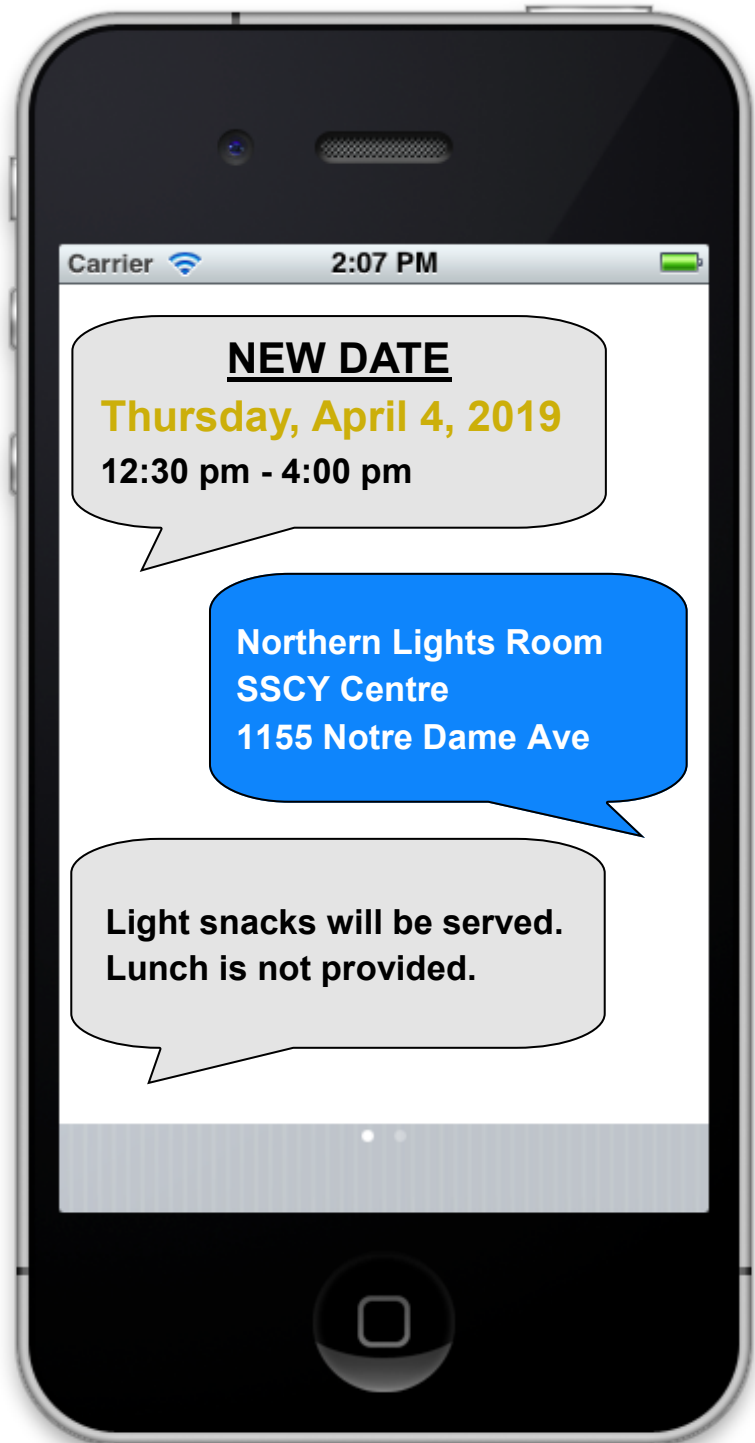 Carrier 2:07 PM
NEW DATE
Thursday, April 4, 2019
12:30 pm - 4:00 pm
Northern Lights Room
SSCY Centre
1155 Notre Dame Ave
Light snacks will be served.
Lunch is not provided.